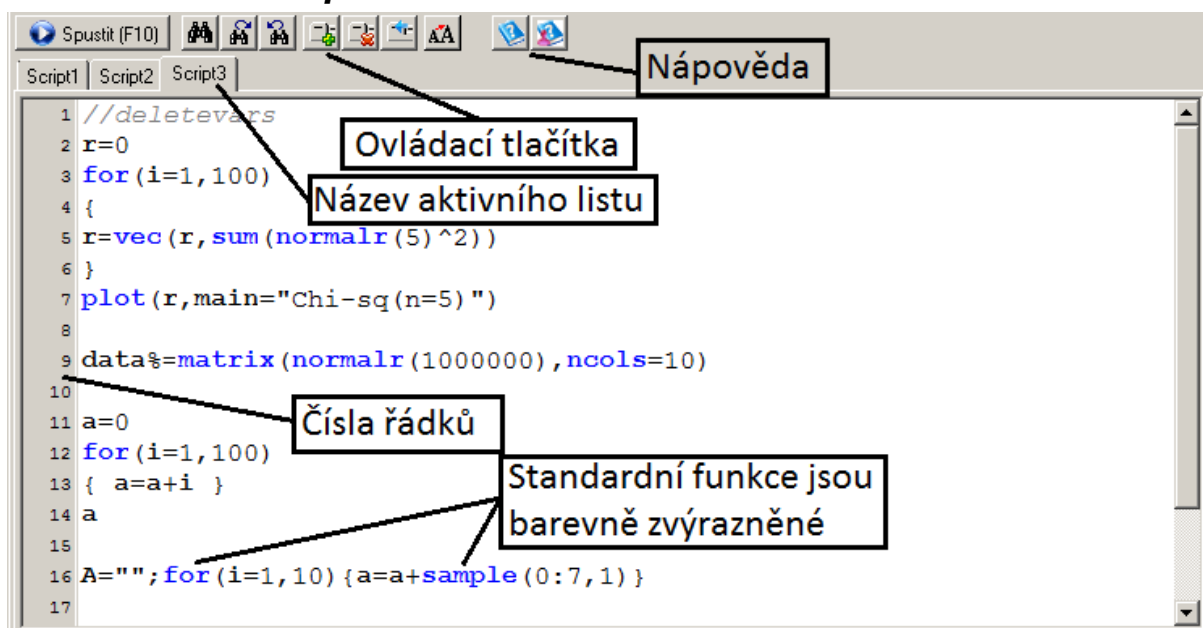 Spustit (F10)
Nápověda
Script1 Script2 Script3
1 //deletevars
2 r=0
Ovládací tlačítka
3 for(i=1,100)
Název aktivního listu
4 {
5 r=vec(r,sum(normalr(5)^2))
6 }
7 plot(r,main="Chi-sq(n=5)")
8
9 data%=matrix(normalr(1000000),ncols=10)
10
Čísla řádků
11 a=0
12 for(i=1,100)
13 { a=a+i }
Standardní funkce jsou
barevně zvýrazněné
14 a
15
16 A="";for(i=1,10){a=a+sample(0:7,1)}
17